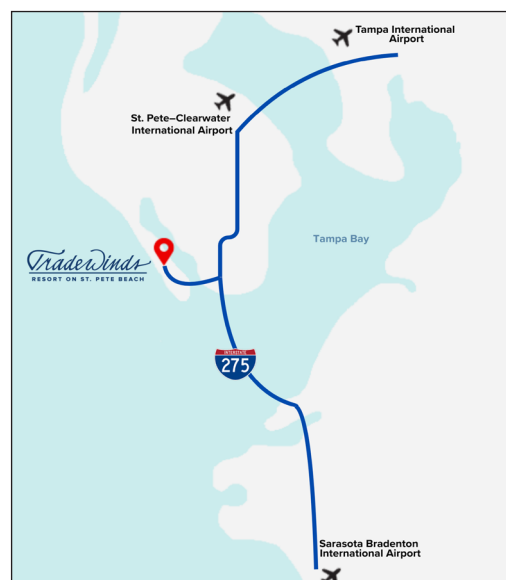 Tampa International
Airport
St. Pete–Clearwater
International Airport
Tampa Bay
TradeWinds
RESORT ON ST. PETE BEACH
INTERSTATE
275
Sarasota Bradenton
International Airport